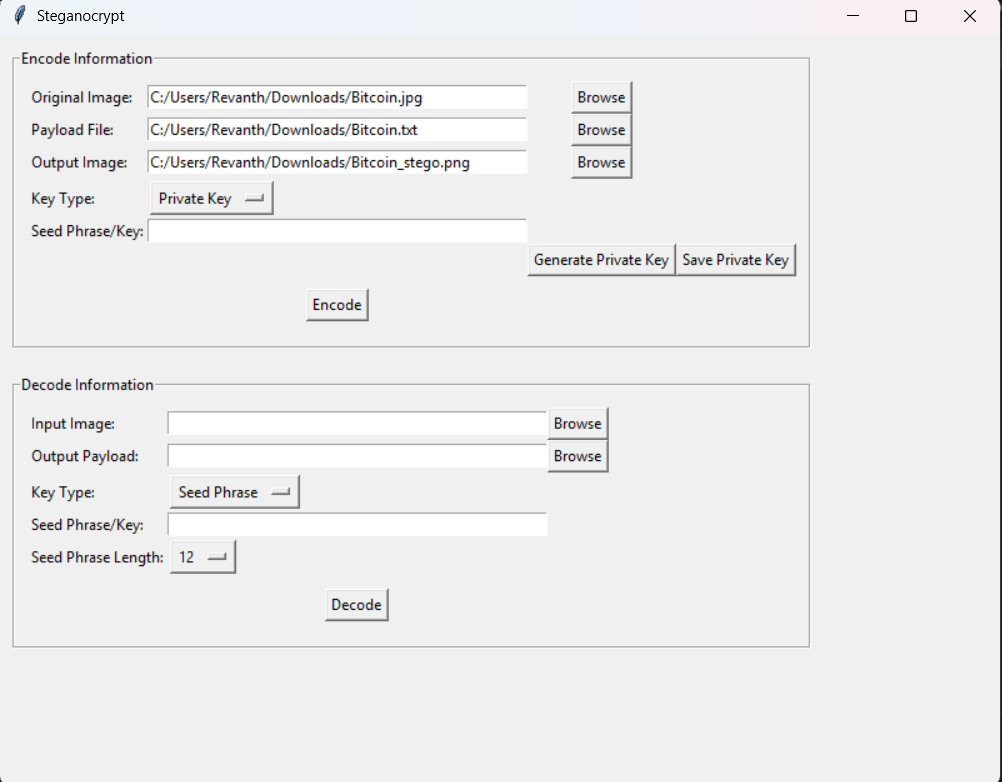 Steganocrypt
Encode Information
Original Image: C:/Users/Revanth/Downloads/Bitcoin.jpg Browse
Payload File: C:/Users/Revanth/Downloads/Bitcoin.txt Browse
Output Image: C:/Users/Revanth/Downloads/Bitcoin_stego.png Browse
Key Type: Private Key
Seed Phrase/Key:
Generate Private Key Save Private Key
Encode
Decode Information
Input Image: Browse
Output Payload: Browse
Key Type: Seed Phrase
Seed Phrase/Key:
Seed Phrase Length: 12
Decode